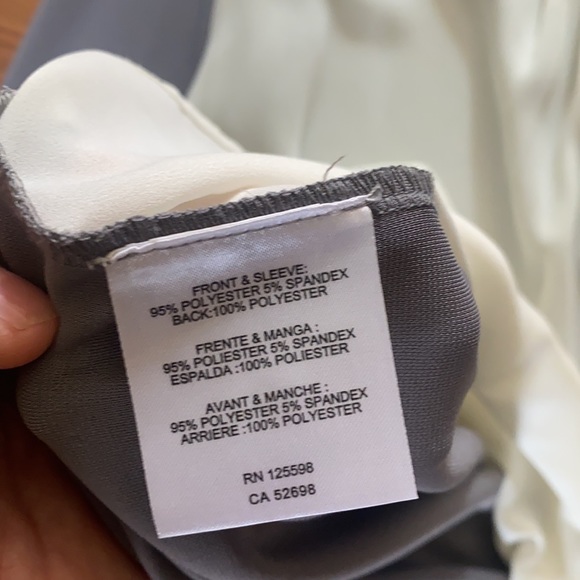 FRONT & SLEEVE:
95% POLYESTER 5% SPANDEX
BACK:100% POLYESTER
FRENTE & MANGA :
95% POLIESTER 5% SPANDEX
ESPALDA :100% POLIESTER
AVANT & MANCHE :
95% POLYESTER 5% SPANDEX
ARRIERE :100% POLYESTER
RN 125598
CA 52698